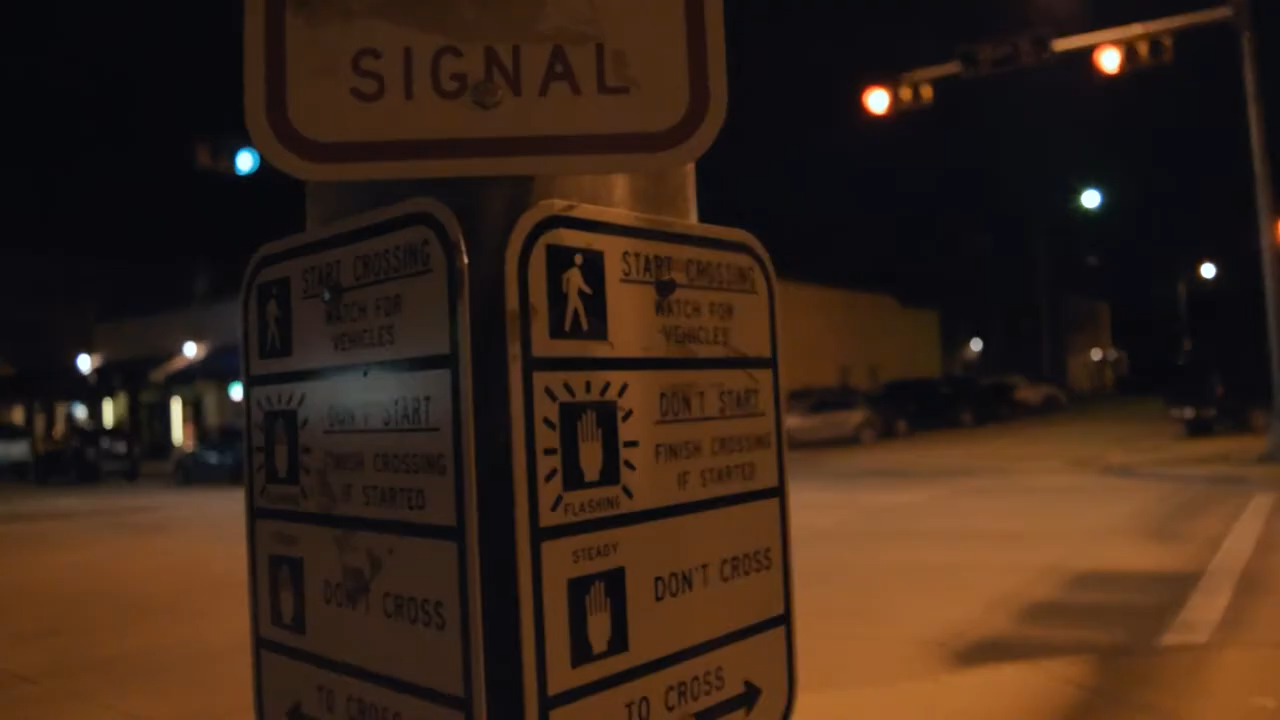 SIGNAL
START CROSSING
WATCH FOR
VEHICLES
DON'T START
FINISH CROSSING
IF STARTED
DON'T CROSS
TO CROSS
START CROSSING
WATCH FOR
VEHICLES
DON'T START
FINISH CROSSING
IF STARTED
FLASHING
STEADY
DON'T CROSS
TO CROSS